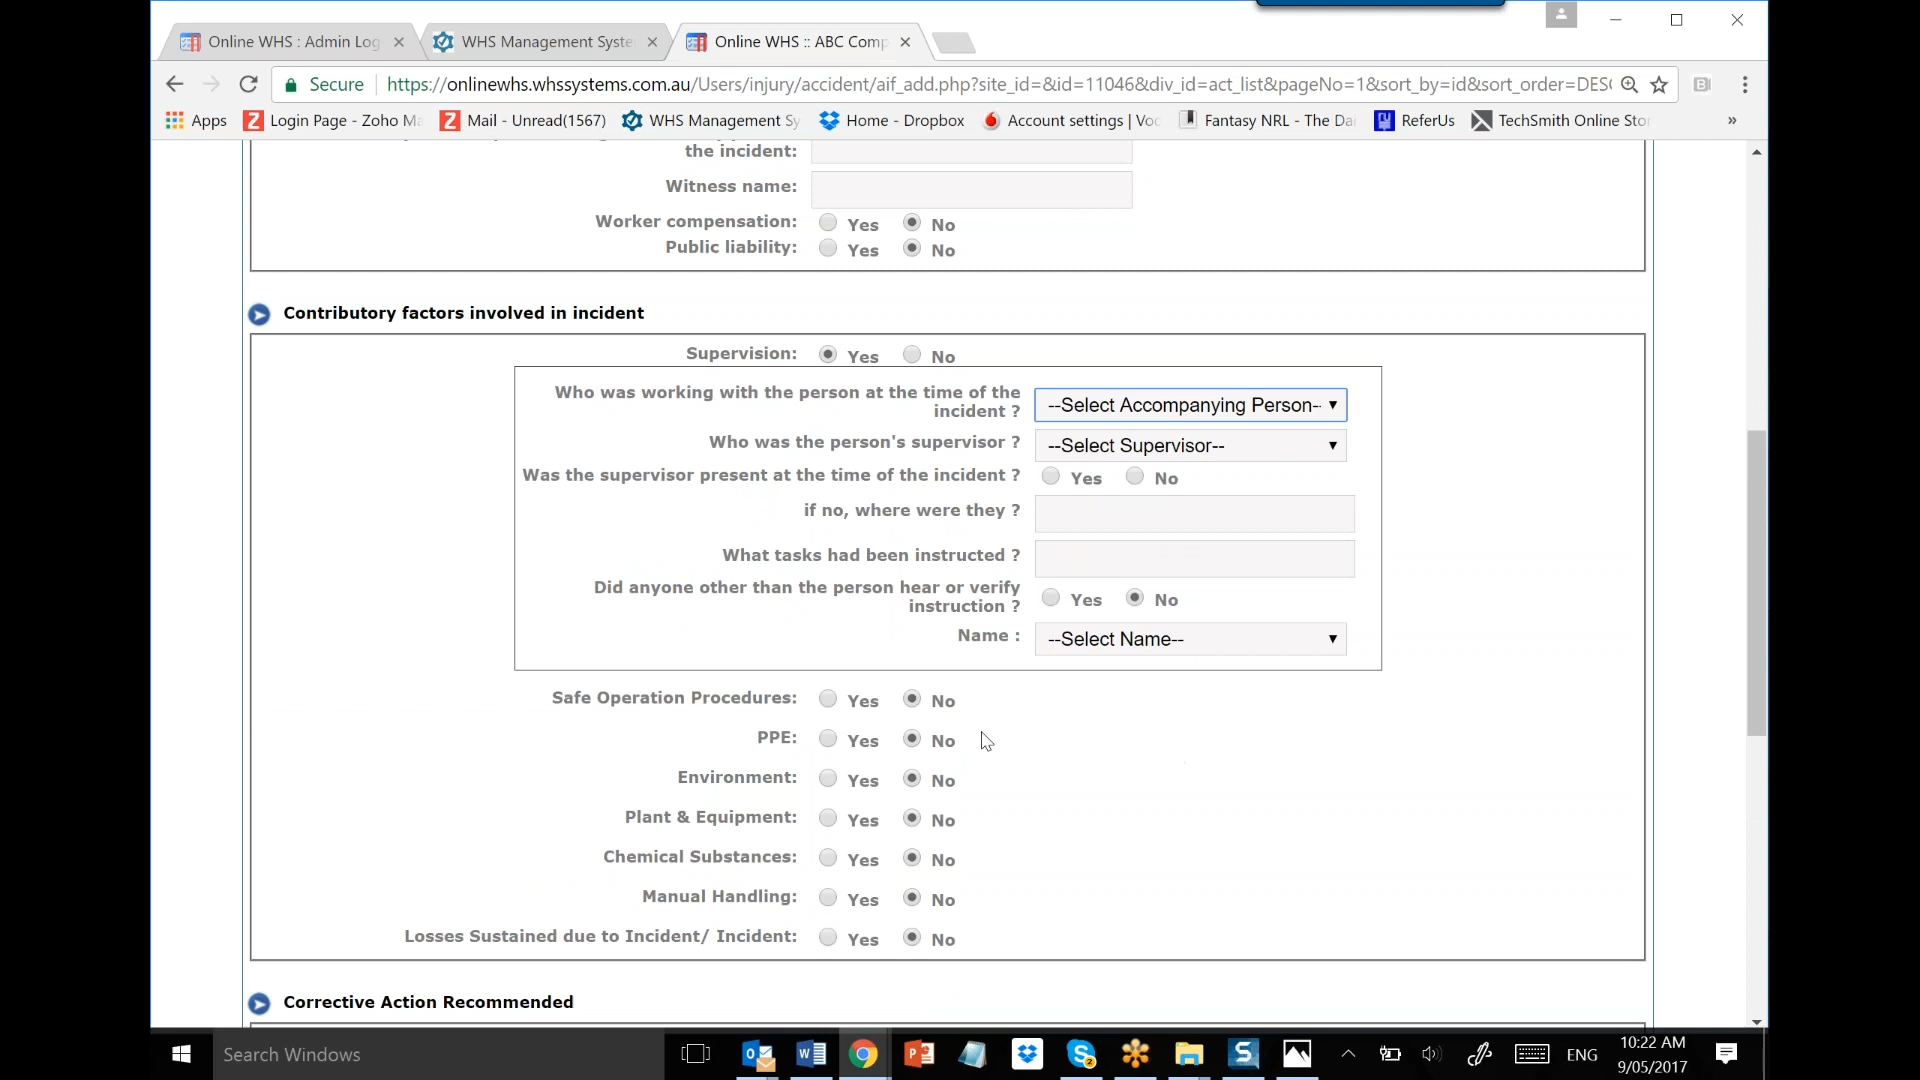 Online WHS : Admin Log
WHS Management Syste
Online WHS :: ABC Comp
Secure
https://onlinewhs.whssystems.com.au/Users/injury/accident/aif_add.php?site_id=&id=11046&div_id=act_list&pageNo=1&sort_by=id&sort_order=DES
Apps
Login Page - Zoho Ma
Mail - Unread(1567)
WHS Management Sy
Home - Dropbox
Account settings | Voc
Fantasy NRL - The Dai
ReferUs
TechSmith Online Stor
»
the incident:
Witness name:
Worker compensation: Yes No
Public liability: Yes No
Contributory factors involved in incident
Supervision: Yes No
Who was working with the person at the time of the
incident ?
--Select Accompanying Person-
Who was the person's supervisor ? --Select Supervisor--
Was the supervisor present at the time of the incident ? Yes No
if no, where were they ?
What tasks had been instructed ?
Did anyone other than the person hear or verify
instruction ?
Yes No
Name : --Select Name--
Safe Operation Procedures: Yes No
PPE: Yes No
Environment: Yes No
Plant & Equipment: Yes No
Chemical Substances: Yes No
Manual Handling: Yes No
Losses Sustained due to Incident/ Incident: Yes No
Corrective Action Recommended
Search Windows
ENG
10:22 AM
9/05/2017